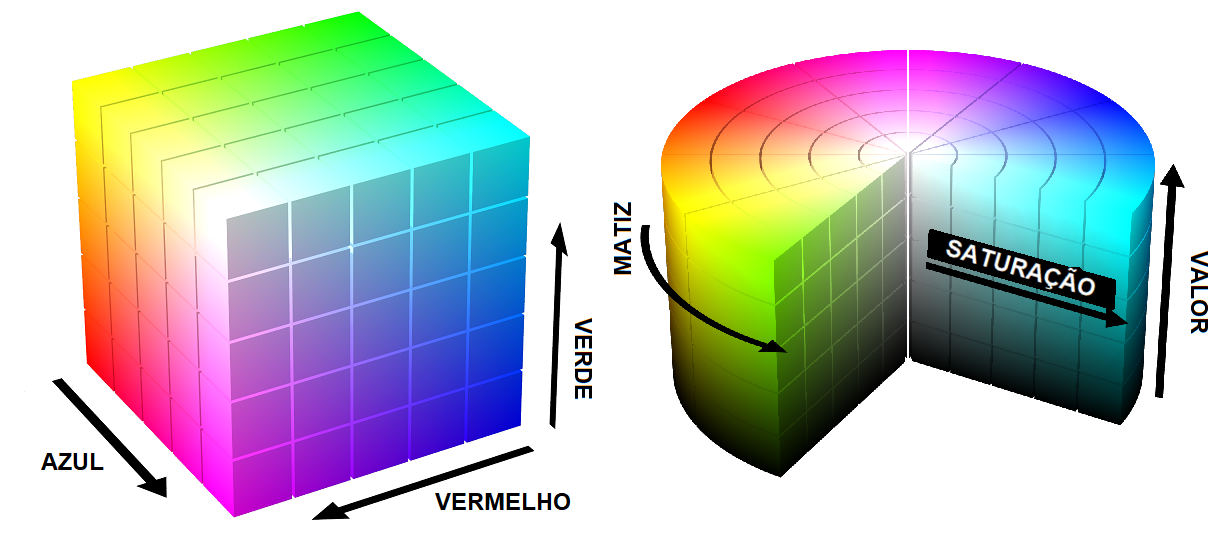 AZUL
VERMELHO
VERDE
MATIZ
SATURAÇÃO
VALOR